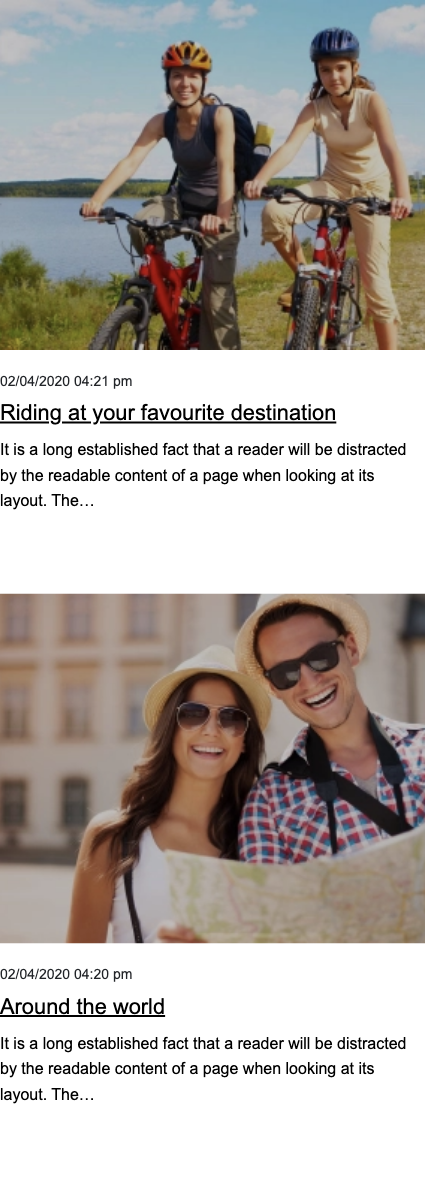 02/04/2020 04:21 pm
Riding at your favourite destination
It is a long established fact that a reader will be distracted
by the readable content of a page when looking at its
layout. The…
02/04/2020 04:20 pm
Around the world
It is a long established fact that a reader will be distracted
by the readable content of a page when looking at its
layout. The…